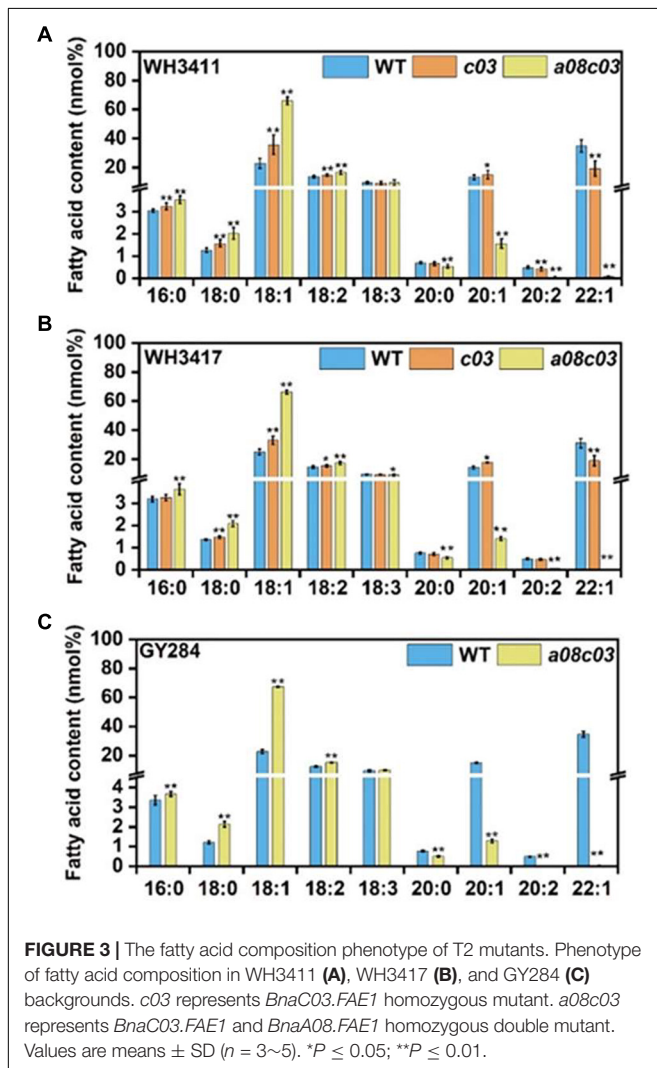 A
WH3411
WT c03 a08c03
Fatty acid content (nmol%)
100
80
60
40
20
3
2
1
0
** ** ** ** ** ** ** ** ** * ** ** ** ** **
16:0 18:0 18:1 18:2 18:3 20:0 20:1 20:2 22:1
B
WH3417
WT c03 a08c03
Fatty acid content (nmol%)
100
80
60
40
20
3
2
1
0
** ** ** ** ** * ** * ** * ** ** ** **
16:0 18:0 18:1 18:2 18:3 20:0 20:1 20:2 22:1
C
GY284
WT a08c03
Fatty acid content (nmol%)
100
80
60
40
20
4
3
2
1
0
** ** ** ** ** ** ** **
16:0 18:0 18:1 18:2 18:3 20:0 20:1 20:2 22:1
FIGURE 3 | The fatty acid composition phenotype of T2 mutants. Phenotype
of fatty acid composition in WH3411 (A), WH3417 (B), and GY284 (C)
backgrounds. c03 represents BnaC03.FAE1 homozygous mutant. a08c03
represents BnaC03.FAE1 and BnaA08.FAE1 homozygous double mutant.
Values are means ± SD (n = 3~5). *P ≤ 0.05; **P ≤ 0.01.